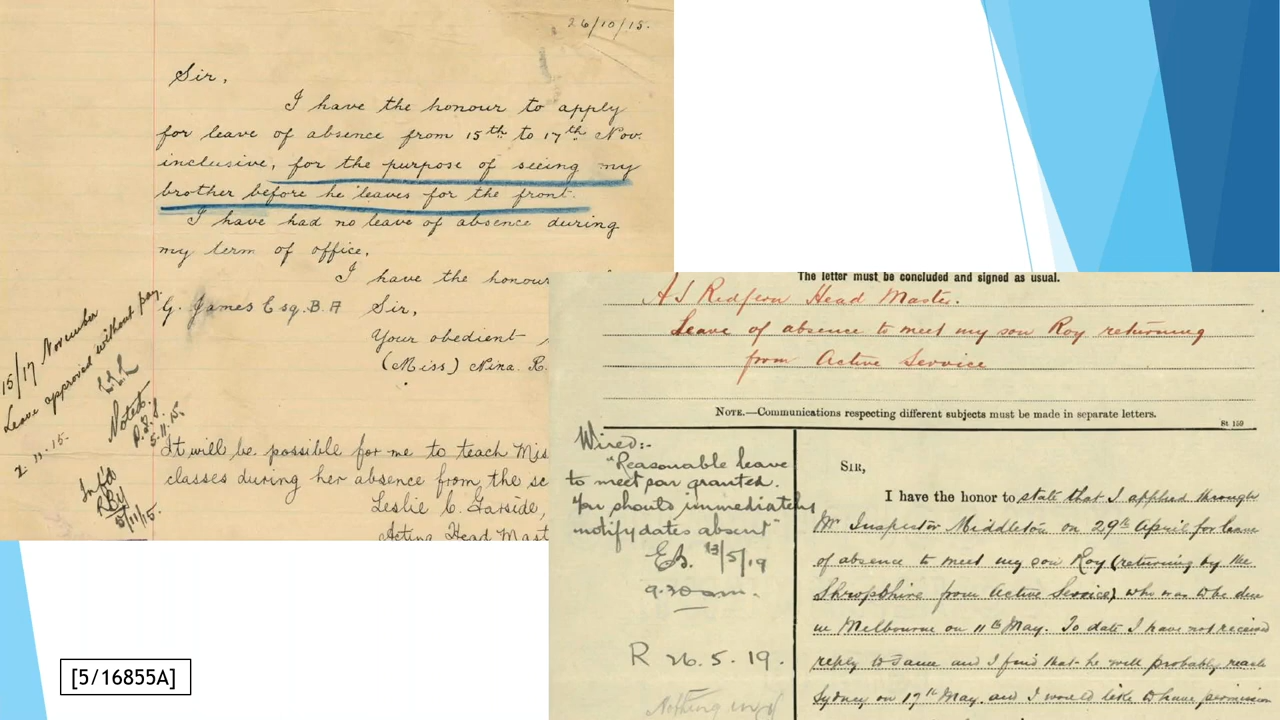 26/10/15.
Sir,
I have the honour to apply
for leave of absence from 15th to 17th Nov.
inclusive, for the purpose of seeing my
brother before he leaves for the front.
I have had no leave of absence during
my term of office.
I have the honour
G. James Esq. B.A Sir,
Your obedient
(Miss) Nina. R.
15/17 November
Leave approved without pay.
2.11.15.
Noted.
5.11.15.
Inf'd
5/11/15.
It will be possible for me to teach Mis
classes during her absence from the sc
Leslie C. Garside,
Acting Head Mast
The letter must be concluded and signed as usual.
A J Redfern Head Master.
Leave of absence to meet my son Roy returning
from Active Service
NOTE.—Communications respecting different subjects must be made in separate letters.
St. 159
Wired:-
"Reasonable leave
to meet son granted.
You should immediately
notify dates absent"
13/5/19
9.30am.
R 26.5.19.
Nothing
SIR,
I have the honor to state that I applied through
Mr Inspector Middleton on 29th April for leave
of absence to meet my son Roy (returning by the
Shropshire from Active Service) who was to be due
in Melbourne on 11th May. To date I have not received
reply to same and I find that he will probably reach
Sydney on 17th May, and I would like to have permission
[5/16855A]